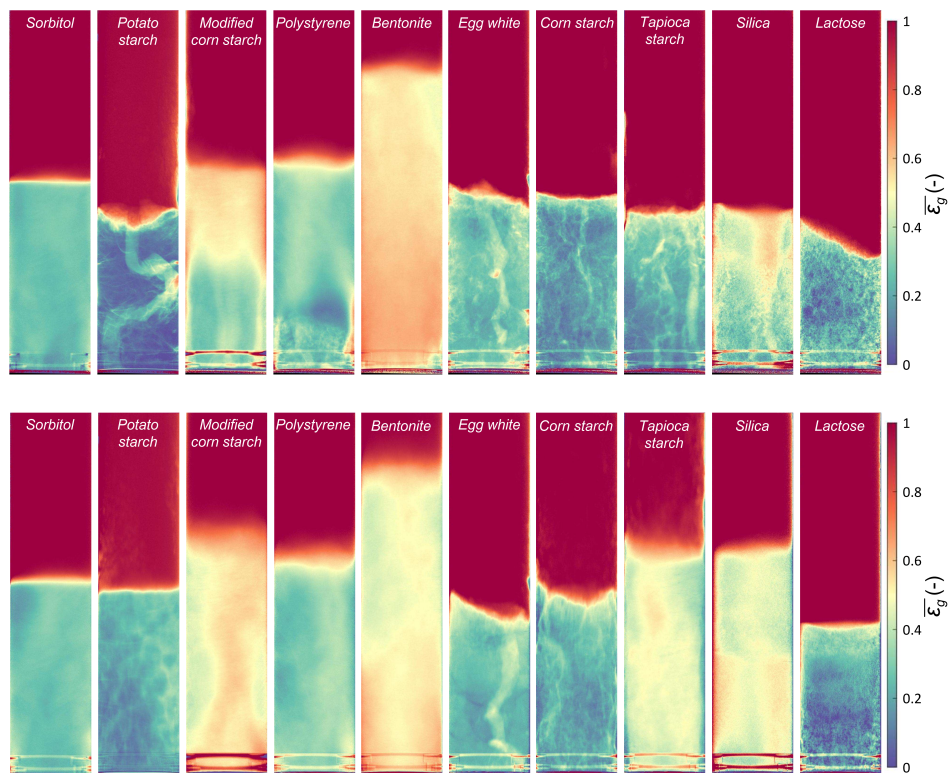 Sorbitol
Potato
starch
Modified
corn starch
Polystyrene
Bentonite
Egg white
Corn starch
Tapioca
starch
Silica
Lactose
1
0.8
0.6
0.4
0.2
0
ε̅g(-)
Sorbitol
Potato
starch
Modified
corn starch
Polystyrene
Bentonite
Egg white
Corn starch
Tapioca
starch
Silica
Lactose
1
0.8
0.6
0.4
0.2
0
ε̅g(-)